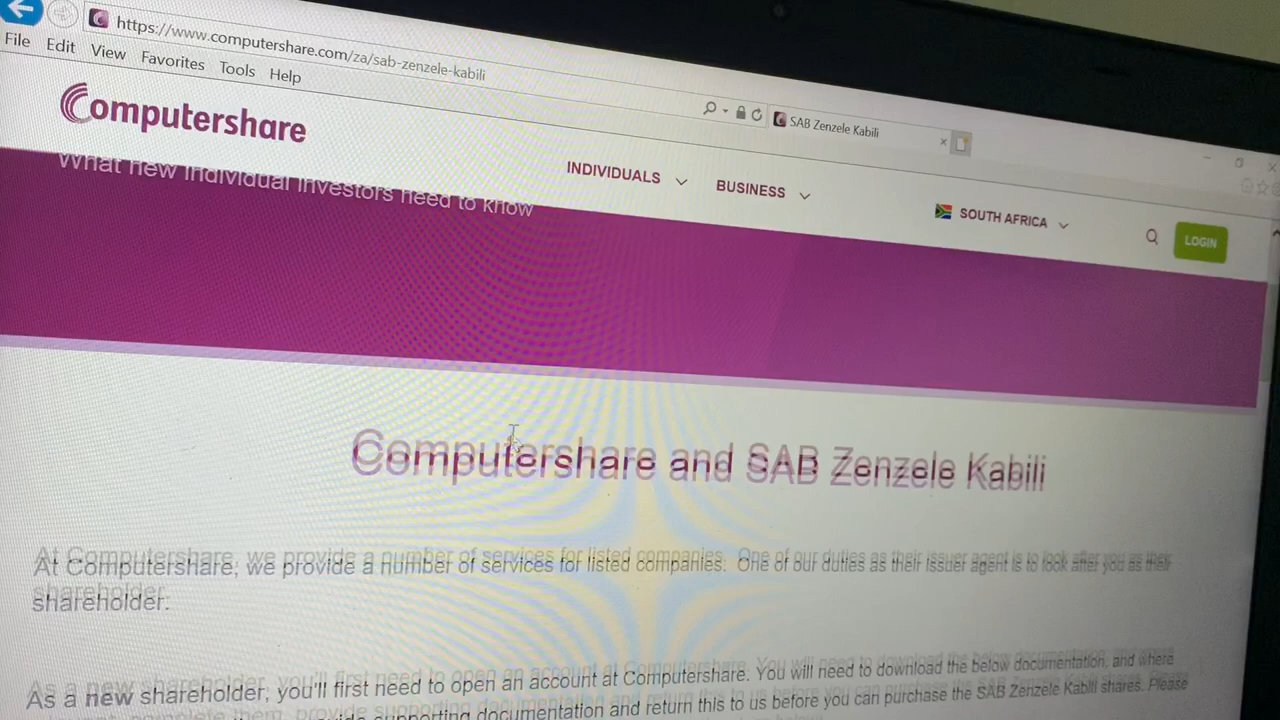 https://www.computershare.com/za/sab-zenzele-kabili
SAB Zenzele Kabili
File Edit View Favorites Tools Help
Computershare
INDIVIDUALS
BUSINESS
SOUTH AFRICA
LOGIN
What new individual investors need to know
Computershare and SAB Zenzele Kabili
At Computershare, we provide a number of services for listed companies. One of our duties as their issuer agent is to look after you as their
shareholder.
As a new shareholder, you'll first need to open an account at Computershare. You will need to download the below documentation, and where
supporting documentation and return this to us before you can purchase the SAB Zenzele Kabili shares. Please